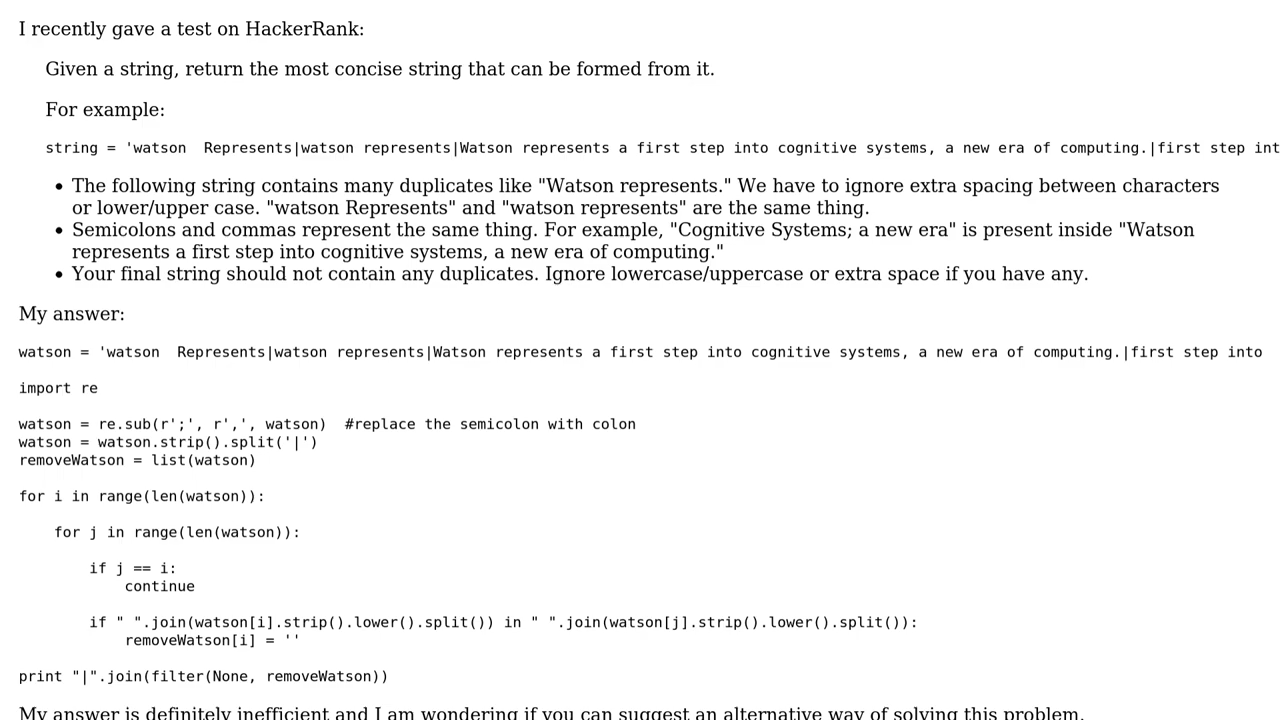 I recently gave a test on HackerRank:
Given a string, return the most concise string that can be formed from it.
For example:
string = 'watson  Represents|watson represents|Watson represents a first step into cognitive systems, a new era of computing.|first step int
• The following string contains many duplicates like "Watson represents." We have to ignore extra spacing between characters
or lower/upper case. "watson Represents" and "watson represents" are the same thing.
• Semicolons and commas represent the same thing. For example, "Cognitive Systems; a new era" is present inside "Watson
represents a first step into cognitive systems, a new era of computing."
• Your final string should not contain any duplicates. Ignore lowercase/uppercase or extra space if you have any.
My answer:
watson = 'watson  Represents|watson represents|Watson represents a first step into cognitive systems, a new era of computing.|first step into
import re
watson = re.sub(r';', r',', watson)  #replace the semicolon with colon
watson = watson.strip().split('|')
removeWatson = list(watson)
for i in range(len(watson)):
    for j in range(len(watson)):
        if j == i:
            continue
        if " ".join(watson[i].strip().lower().split()) in " ".join(watson[j].strip().lower().split()):
            removeWatson[i] = ''
print "|".join(filter(None, removeWatson))
My answer is definitely inefficient and I am wondering if you can suggest an alternative way of solving this problem.